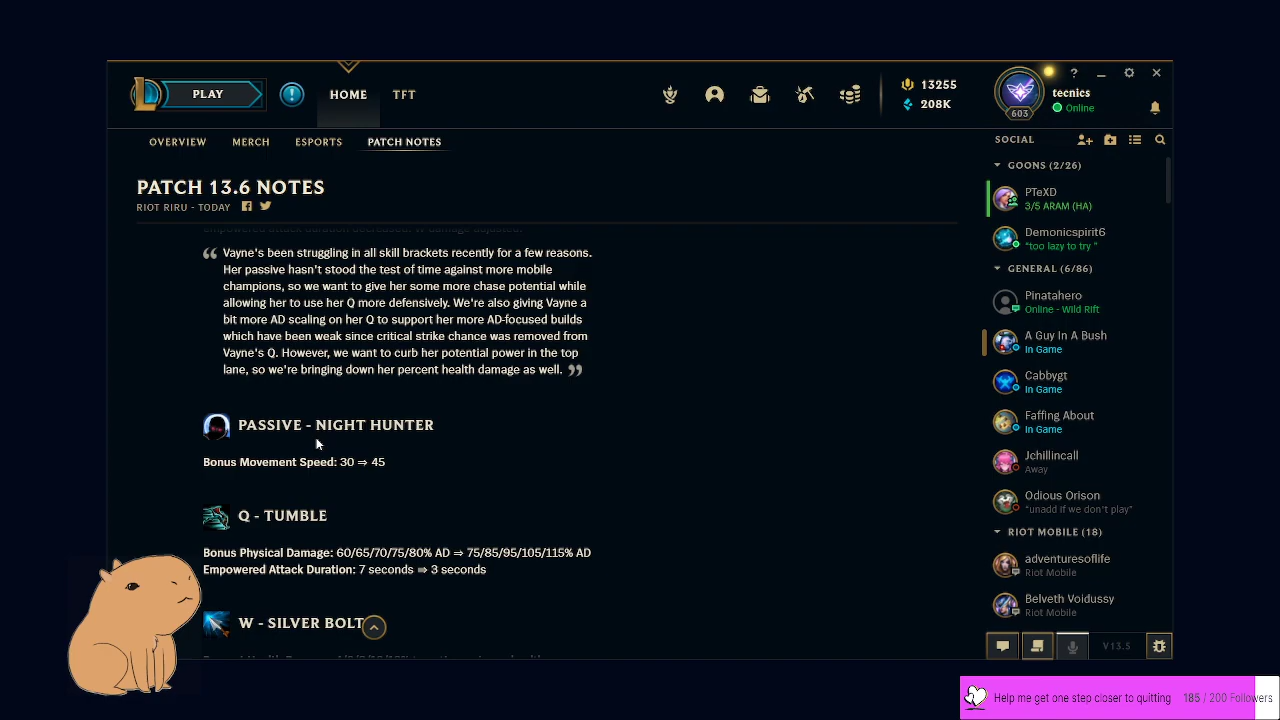 PLAY
HOME
TFT
13255
208K
603
?
tecnics
Online
OVERVIEW
MERCH
ESPORTS
PATCH NOTES
PATCH 13.6 NOTES
RIOT RIRU - TODAY
Vayne's been struggling in all skill brackets recently for a few reasons.
Her passive hasn't stood the test of time against more mobile
champions, so we want to give her some more chase potential while
allowing her to use her Q more defensively. We're also giving Vayne a
bit more AD scaling on her Q to support her more AD-focused builds
which have been weak since critical strike chance was removed from
Vayne's Q. However, we want to curb her potential power in the top
lane, so we're bringing down her percent health damage as well.
PASSIVE - NIGHT HUNTER
Bonus Movement Speed: 30 ⇒ 45
Q - TUMBLE
Bonus Physical Damage: 60/65/70/75/80% AD ⇒ 75/85/95/105/115% AD
Empowered Attack Duration: 7 seconds ⇒ 3 seconds
W - SILVER BOLT
SOCIAL
GOONS (2/26)
PTeXD
3/5 ARAM (HA)
Demonicspirit6
"too lazy to try "
GENERAL (6/86)
Pinatahero
Online - Wild Rift
A Guy In A Bush
In Game
Cabbygt
In Game
Faffing About
In Game
Jchillincall
Away
Odious Orison
"unadd if we don't play"
RIOT MOBILE (18)
adventuresoflife
Riot Mobile
Belveth Voidussy
Riot Mobile
V13.5
Help me get one step closer to quitting 185 / 200 Followers